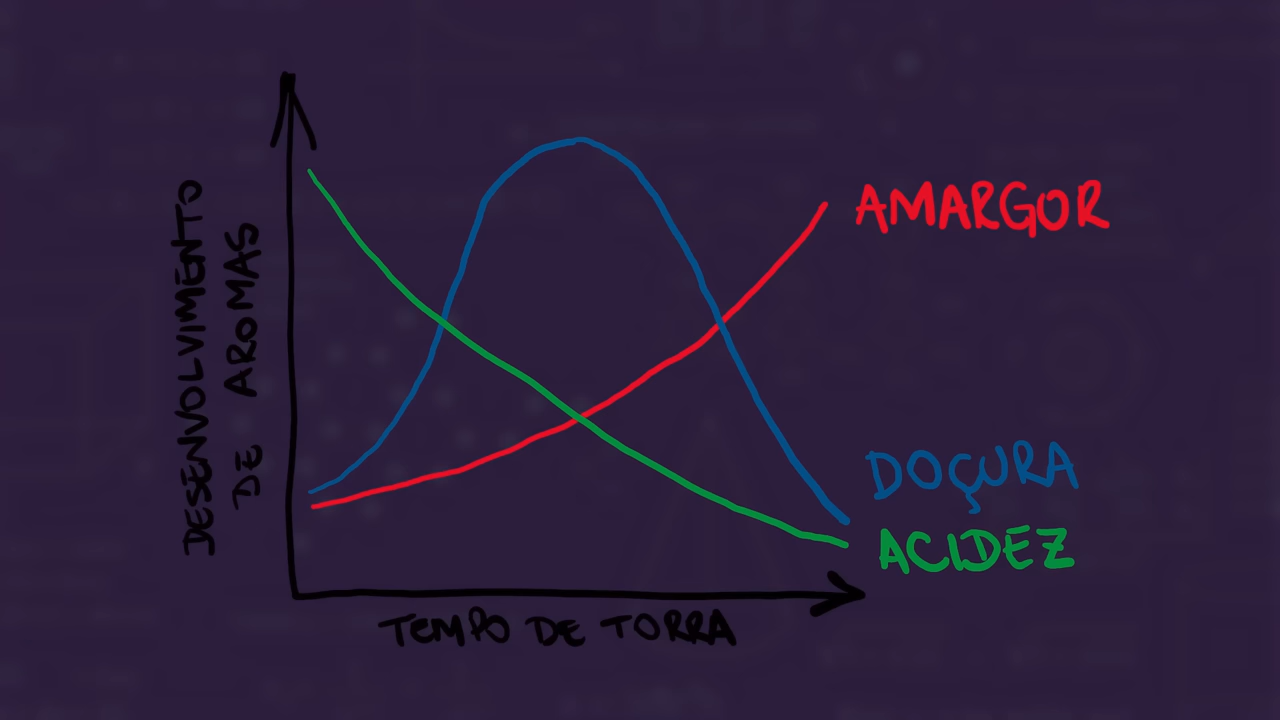 DESENVOLVIMENTO
DE AROMAS
AMARGOR
DOÇURA
ACIDEZ
TEMPO DE TORRA